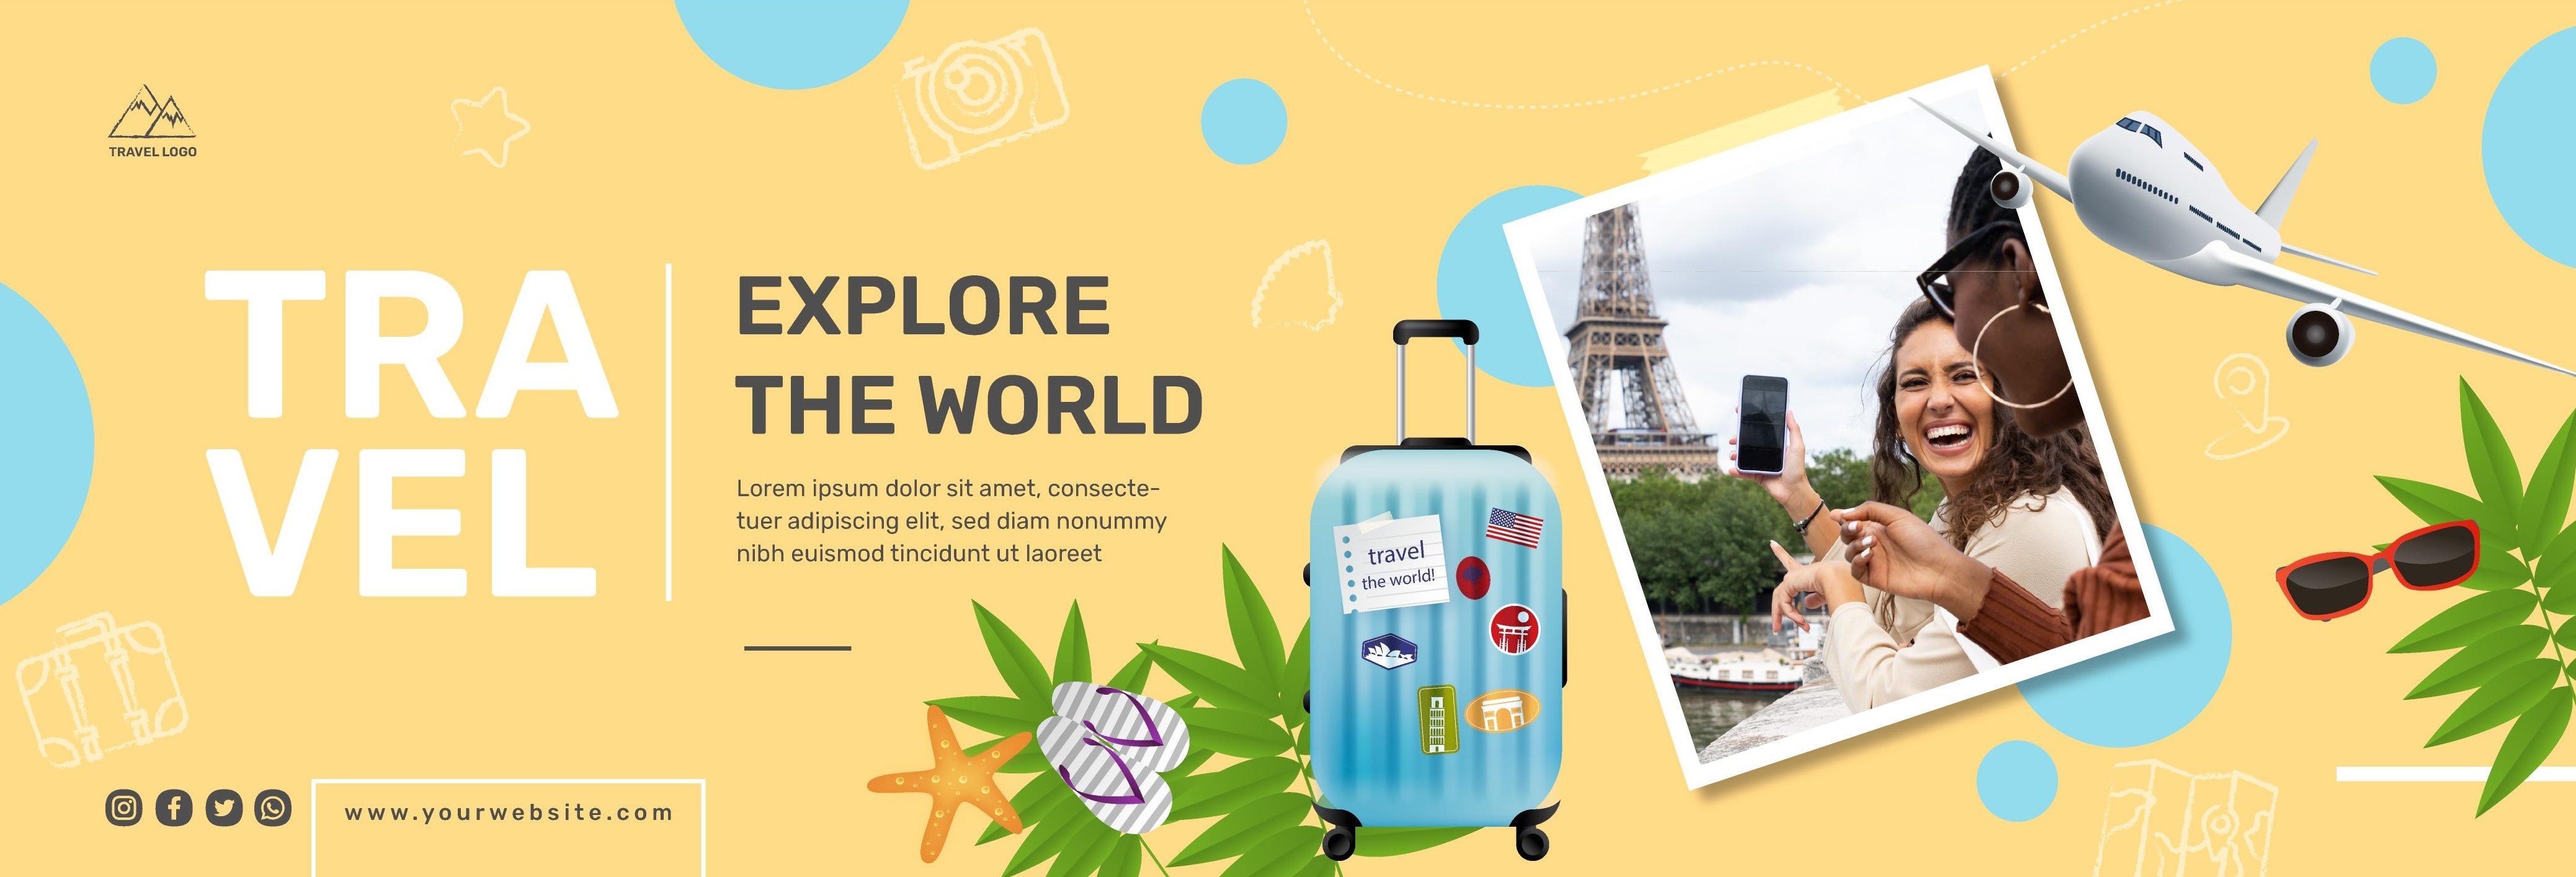 TRAVEL LOGO
TRA
VEL
EXPLORE
THE WORLD
Lorem ipsum dolor sit amet, consecte-
tuer adipiscing elit, sed diam nonummy
nibh euismod tincidunt ut laoreet
travel
the world!
www.yourwebsite.com